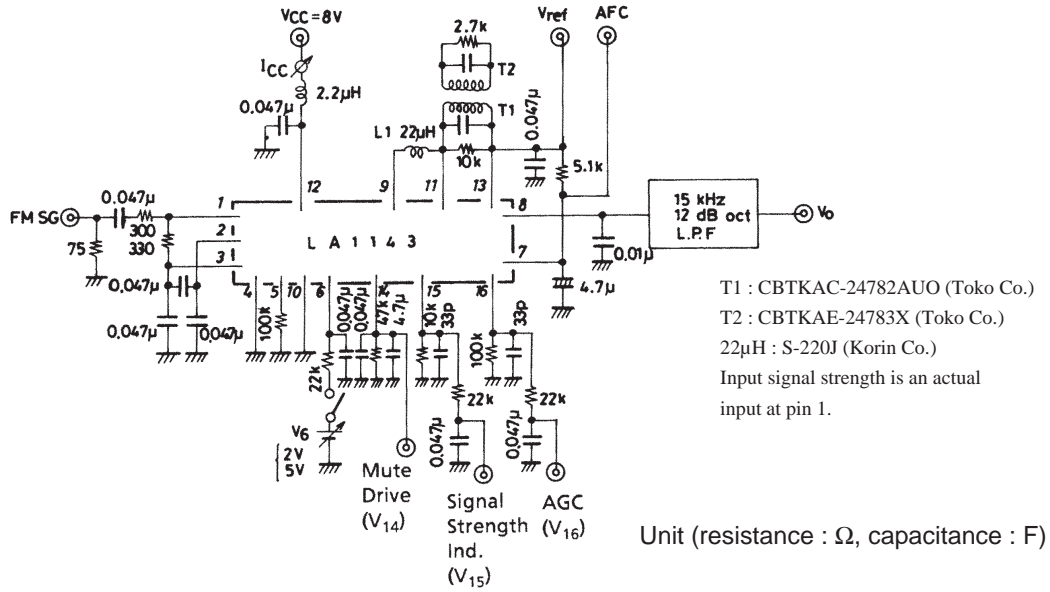 VCC=8V
ICC
2.2μH
0.047μ
2.7k
T2
T1
Vref
AFC
L1 22μH
10k
0.047μ
5.1k
12
9
11
13
FM SG
0.047μ
300
330
75
1
2
3
LA1143
8
7
15 kHz
12 dB oct
L.P.F
Vo
0.01μ
4.7μ
0.047μ
0.047μ
0.047μ
4
5
10
6
14
15
16
100k
22k
0.047μ
0.047μ
47k
4.7μ
10k
33p
100k
33p
22k
22k
0.047μ
0.047μ
V6
2V
5V
Mute
Drive
(V14)
Signal
Strength
Ind.
(V15)
AGC
(V16)
T1 : CBTKAC-24782AUO (Toko Co.)
T2 : CBTKAE-24783X (Toko Co.)
22μH : S-220J (Korin Co.)
Input signal strength is an actual
input at pin 1.
Unit (resistance : Ω, capacitance : F)